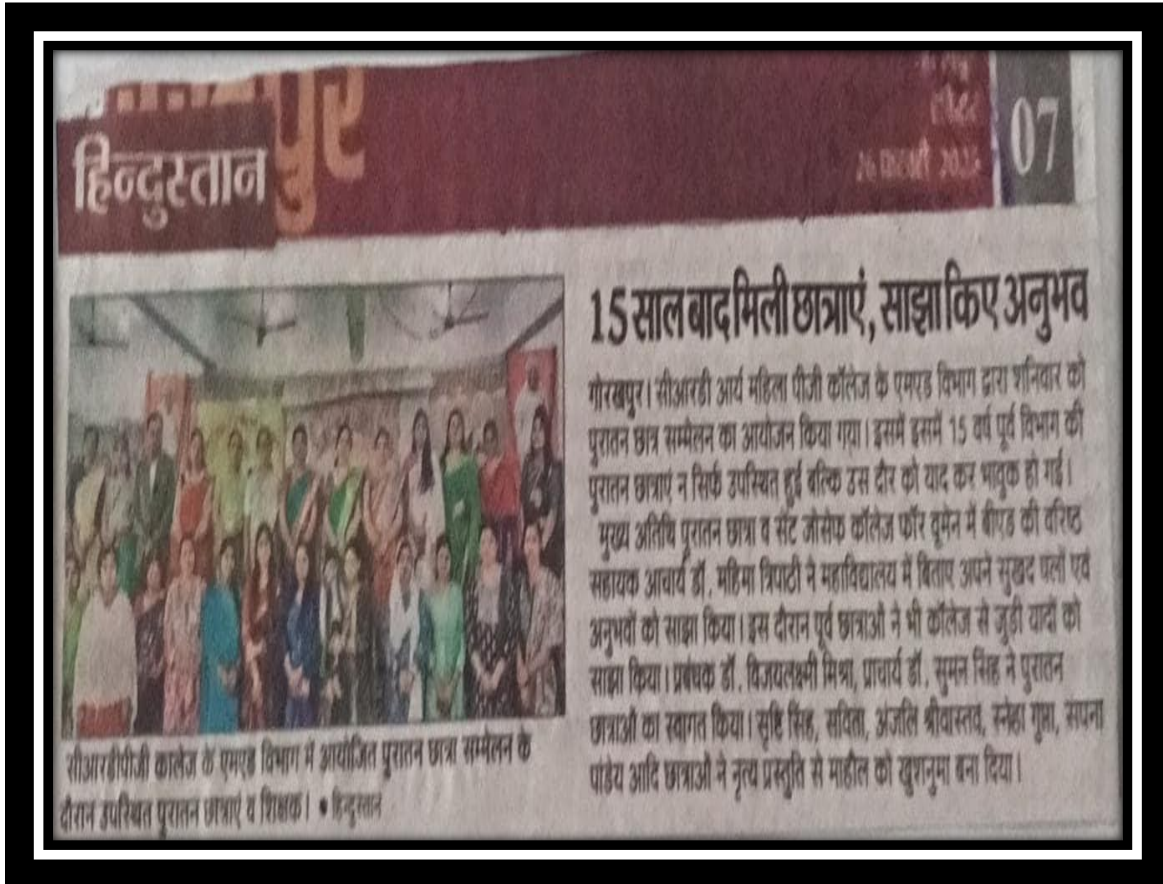 पुर
हिन्दुस्तान
26 फरवरी 2023
07
15 साल बाद मिली छात्राएं, साझा किए अनुभव
गोरखपुर। सीआरडी आर्य महिला पीजी कॉलेज के एमएड विभाग द्वारा शनिवार को
पुरातन छात्र सम्मेलन का आयोजन किया गया। इसमें इसमें 15 वर्ष पूर्व विभाग की
पुरातन छात्राएं न सिर्फ उपस्थित हुई बल्कि उस दौर को याद कर भावुक हो गई।
मुख्य अतिथि पुरातन छात्रा व सेंट जोसेफ कॉलेज फॉर वूमेन में बीएड की वरिष्ठ
सहायक आचार्य डॉ. महिमा त्रिपाठी ने महाविद्यालय में बिताए अपने सुखद पलों एवं
अनुभवों को साझा किया। इस दौरान पूर्व छात्राओं ने भी कॉलेज से जुड़ी यादों को
साझा किया। प्रबंधक डॉ. विजयलक्ष्मी मिश्रा, प्राचार्य डॉ. सुमन सिंह ने पुरातन
छात्राओं का स्वागत किया। सृष्टि सिंह, सविता, अंजलि श्रीवास्तव, स्नेहा गुप्ता, सपना
पांडेय आदि छात्राओं ने नृत्य प्रस्तुति से माहौल को खुशनुमा बना दिया।
सीआरडीपीजी कालेज के एमएड विभाग में आयोजित पुरातन छात्रा सम्मेलन के
दौरान उपस्थित पुरातन छात्राएं व शिक्षक। ● हिन्दुस्तान